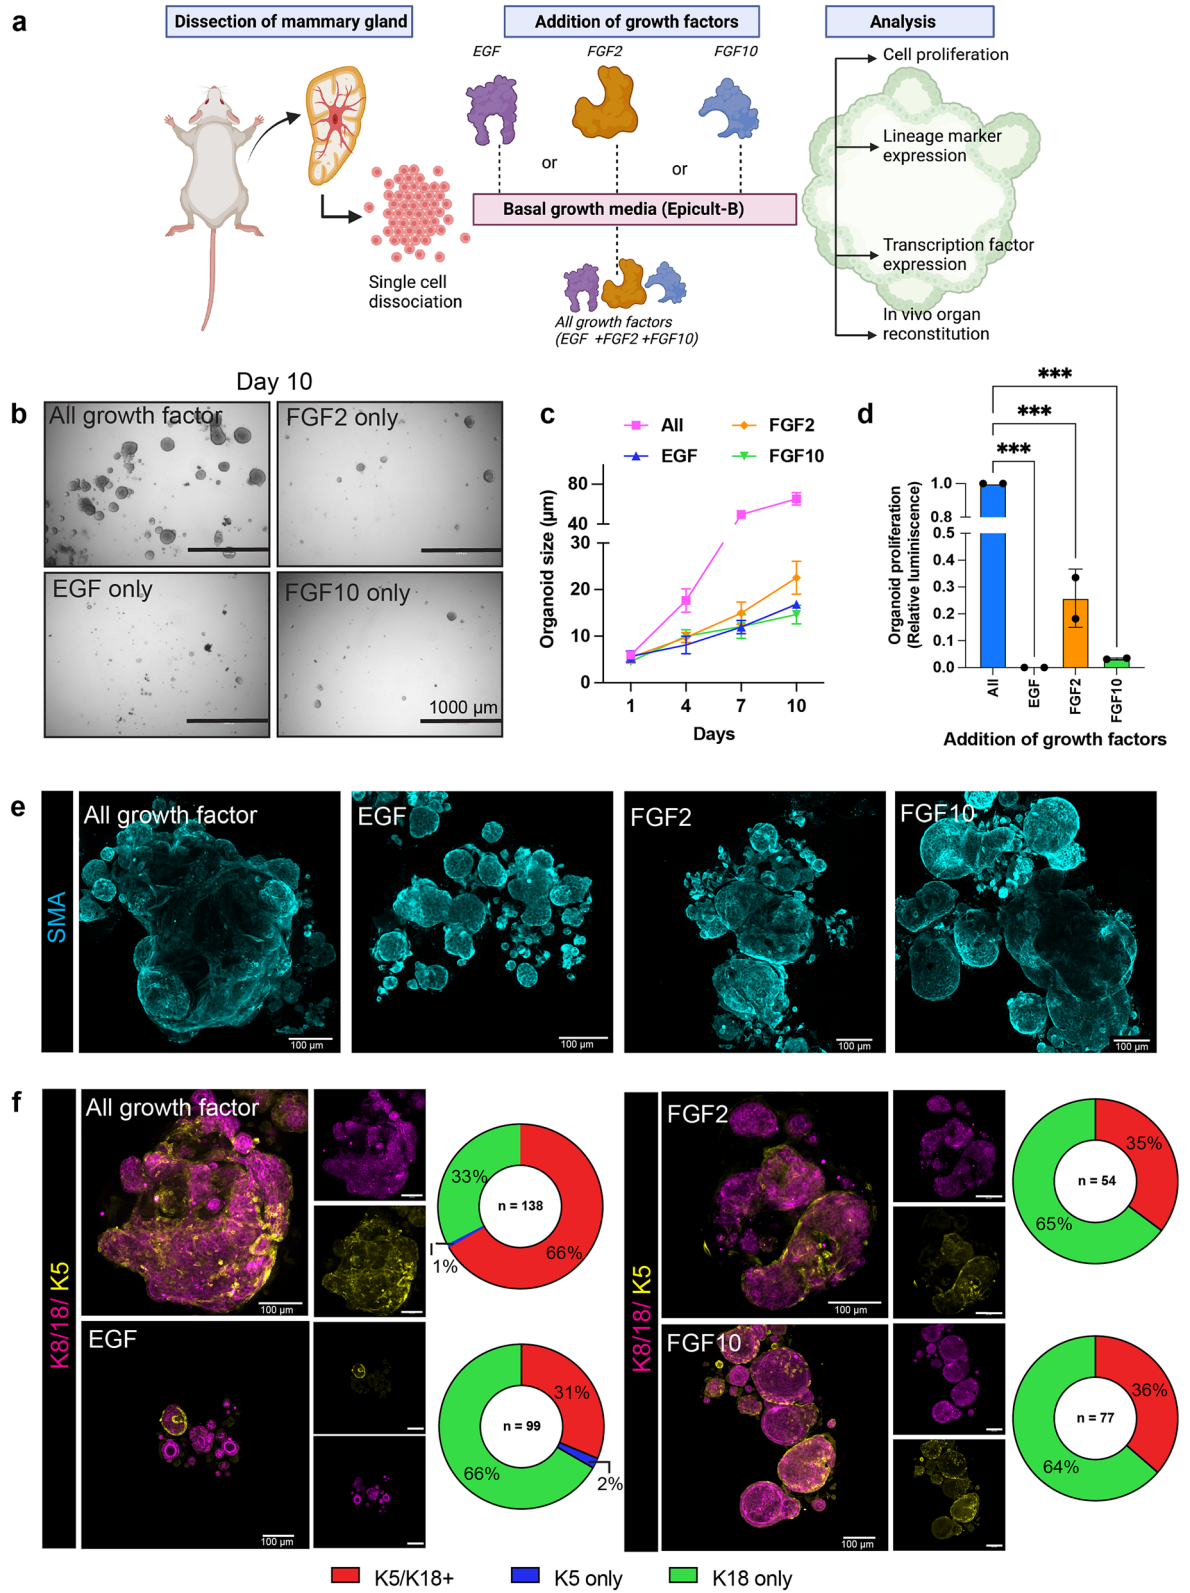 a
Dissection of mammary gland
Addition of growth factors
Analysis
EGF
FGF2
FGF10
or
or
Basal growth media (Epicult-B)
Single cell
dissociation
All growth factors
(EGF +FGF2 +FGF10)
Cell proliferation
Lineage marker
expression
Transcription factor
expression
In vivo organ
reconstitution
b
Day 10
All growth factor
FGF2 only
EGF only
FGF10 only
1000 µm
c
All
FGF2
EGF
FGF10
Organoid size (µm)
80
40
30
20
10
0
1
4
7
10
Days
d
***
***
***
Organoid proliferation
(Relative luminiscence)
1.0
0.8
0.5
0.4
0.3
0.2
0.1
0.0
All
EGF
FGF2
FGF10
Addition of growth factors
e
SMA
All growth factor
100 µm
EGF
100 µm
FGF2
100 µm
FGF10
100 µm
f
K8/18/ K5
All growth factor
100 µm
33%
n = 138
66%
1%
EGF
100 µm
31%
n = 99
66%
2%
K8/18/ K5
FGF2
100 µm
35%
n = 54
65%
FGF10
100 µm
36%
n = 77
64%
K5/K18+
K5 only
K18 only